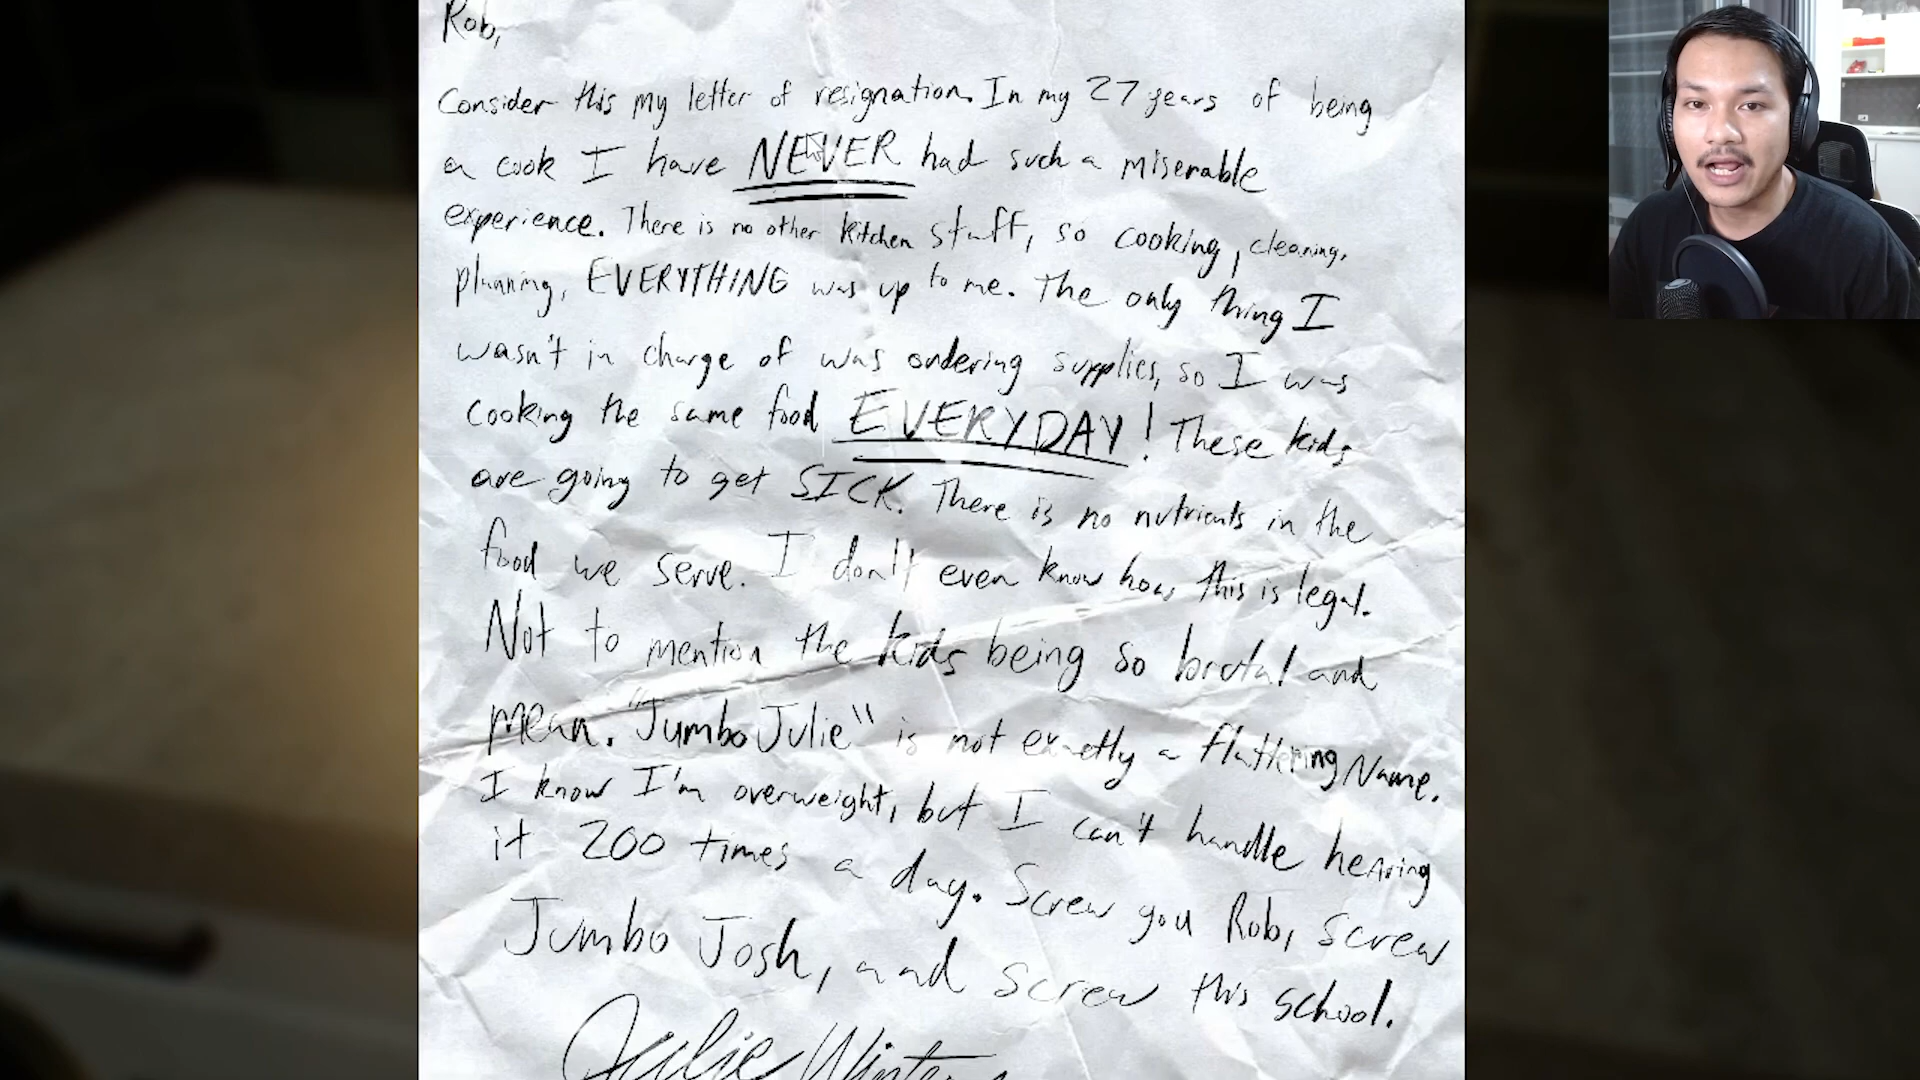 Rob,
Consider this my letter of resignation. In my 27 years of being
a cook I have NEVER had such a miserable
experience. There is no other kitchen staff, so cooking, cleaning,
planning, EVERYTHING was up to me. The only thing I
wasn't in charge of was ordering supplies, so I was
cooking the same food EVERYDAY! These kids
are going to get SICK. There is no nutrients in the
food we serve. I don't even know how this is legal.
Not to mention the kids being so brutal and
mean. "Jumbo Julie" is not exactly a flattering Name.
I know I'm overweight, but I can't handle hearing
it 200 times a day. Screw you Rob, screw
Jumbo Josh, and screw this school.
Julie